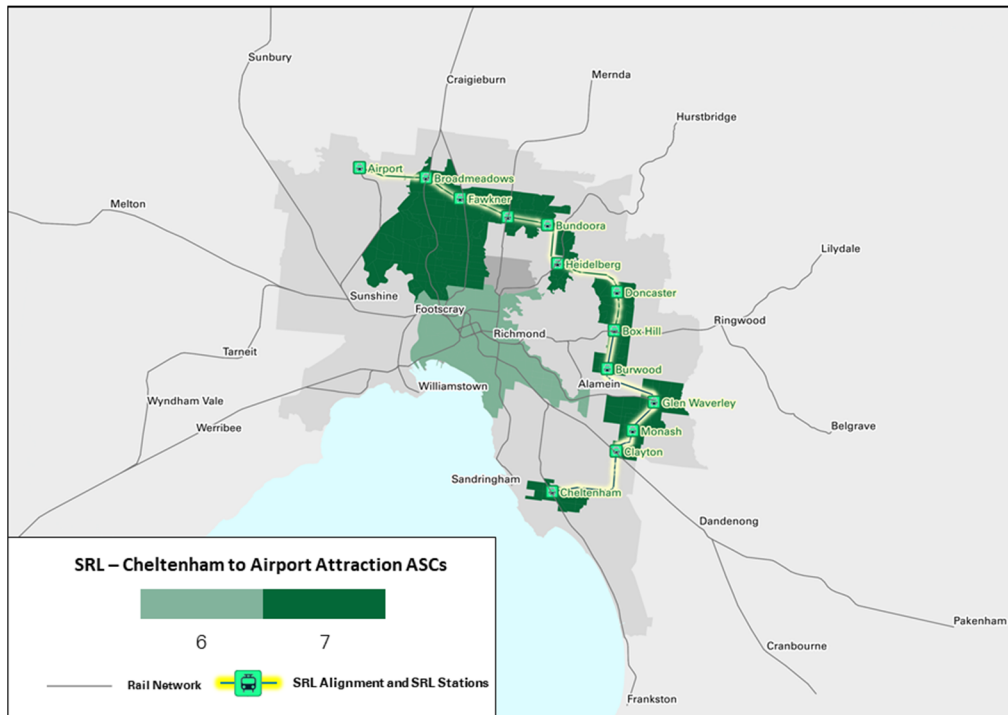 Sunbury
Craigieburn
Mernda
Hurstbridge
Airport
Broadmeadows
Fawkner
Melton
Bundoora
Lilydale
Heidelberg
Doncaster
Sunshine
Footscray
Ringwood
Box Hill
Richmond
Tarneit
Burwood
Williamstown
Alamein
Wyndham Vale
Glen Waverley
Werribee
Belgrave
Monash
Clayton
Sandringham
Cheltenham
Dandenong
SRL – Cheltenham to Airport Attraction ASCs
6
7
Pakenham
Cranbourne
Rail Network
SRL Alignment and SRL Stations
Frankston